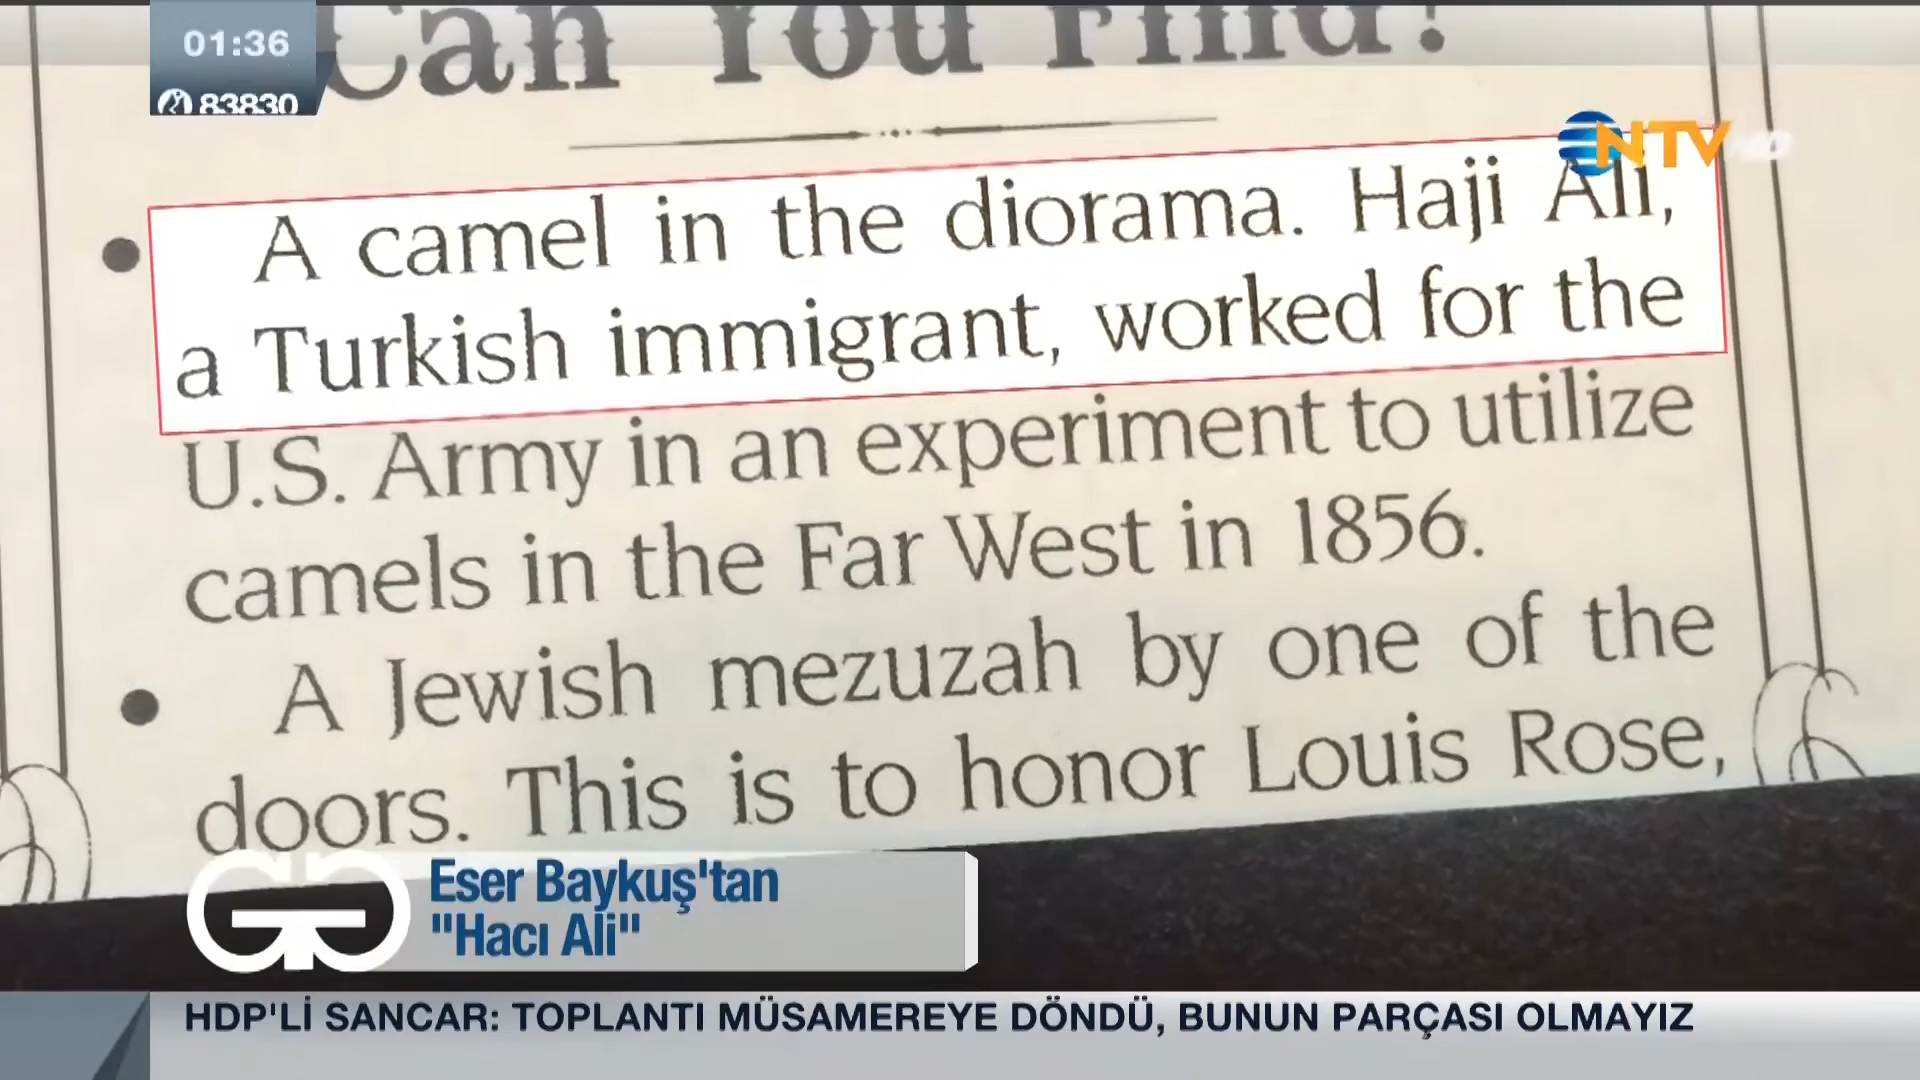 01:36
83830
Can You Find?
NTV HD
• A camel in the diorama. Haji Ali,
a Turkish immigrant, worked for the
U.S. Army in an experiment to utilize
camels in the Far West in 1856.
• A Jewish mezuzah by one of the
doors. This is to honor Louis Rose,
GG
Eser Baykuş'tan
"Hacı Ali"
HDP'Lİ SANCAR: TOPLANTI MÜSAMEREYE DÖNDÜ, BUNUN PARÇASI OLMAYIZ